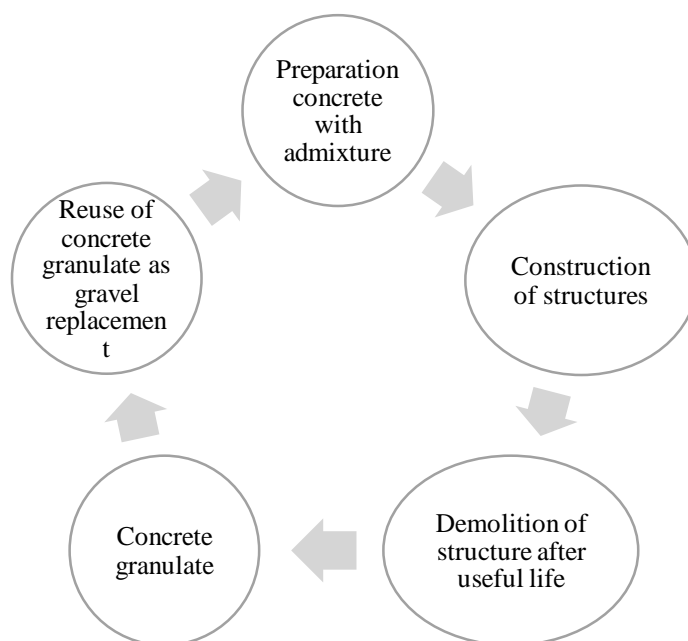 Preparation
concrete
with
admixture
Construction
of structures
Demolition of
structure after
useful life
Concrete
granulate
Reuse of
concrete
granulate as
gravel
replacemen
t